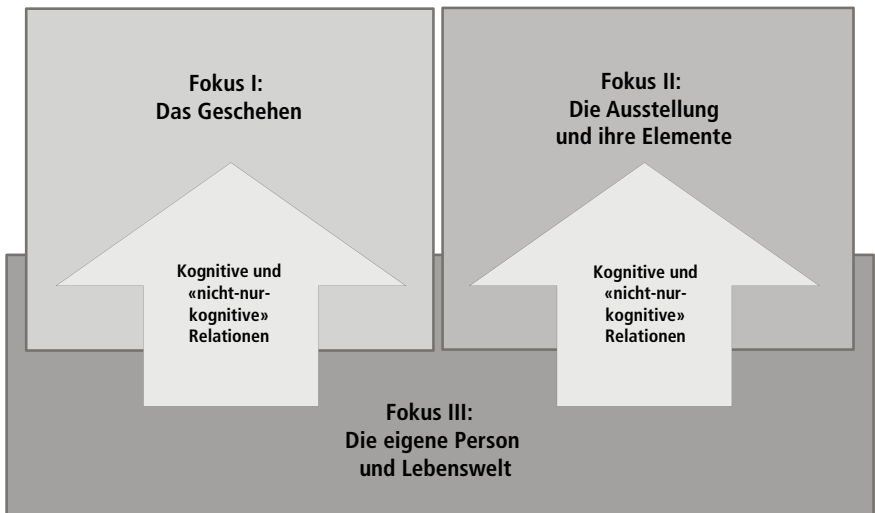 Fokus I:
Das Geschehen
Fokus II:
Die Ausstellung
und ihre Elemente
Kognitive und
«nicht-nur-
kognitive»
Relationen
Kognitive und
«nicht-nur-
kognitive»
Relationen
Fokus III:
Die eigene Person
und Lebenswelt